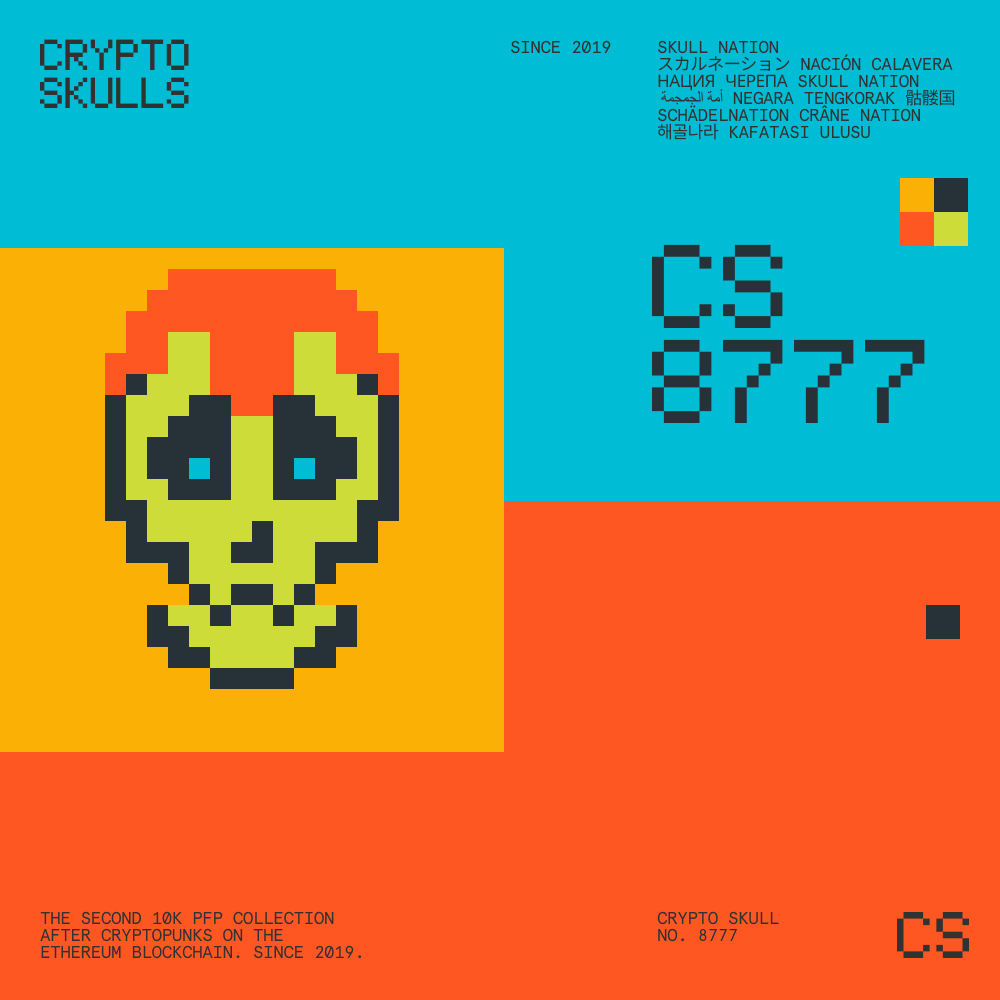 CRYPTO
SKULLS
SINCE 2019
SKULL NATION
スカルネーション NACIÓN CALAVERA
НАЦИЯ ЧЕРЕПА SKULL NATION
أمة الجمجمة NEGARA TENGKORAK 骷髅国
SCHÄDELNATION CRÂNE NATION
해골나라 KAFATASI ULUSU
CS
8777
THE SECOND 10K PFP COLLECTION
AFTER CRYPTOPUNKS ON THE
ETHEREUM BLOCKCHAIN. SINCE 2019.
CRYPTO SKULL
NO. 8777
CS